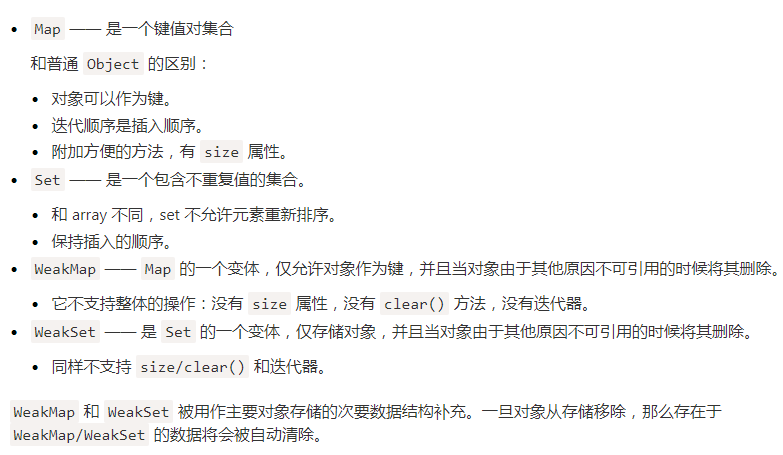 Map —— 是一个键值对集合
和普通 Object 的区别：
对象可以作为键。
迭代顺序是插入顺序。
附加方便的方法，有 size 属性。
Set —— 是一个包含不重复值的集合。
和 array 不同，set 不允许元素重新排序。
保持插入的顺序。
WeakMap —— Map 的一个变体，仅允许对象作为键，并且当对象由于其他原因不可引用的时候将其删除。
它不支持整体的操作：没有 size 属性，没有 clear() 方法，没有迭代器。
WeakSet —— 是 Set 的一个变体，仅存储对象，并且当对象由于其他原因不可引用的时候将其删除。
同样不支持 size/clear() 和迭代器。
WeakMap 和 WeakSet 被用作主要对象存储的次要数据结构补充。一旦对象从存储移除，那么存在于
WeakMap/WeakSet 的数据将会被自动清除。